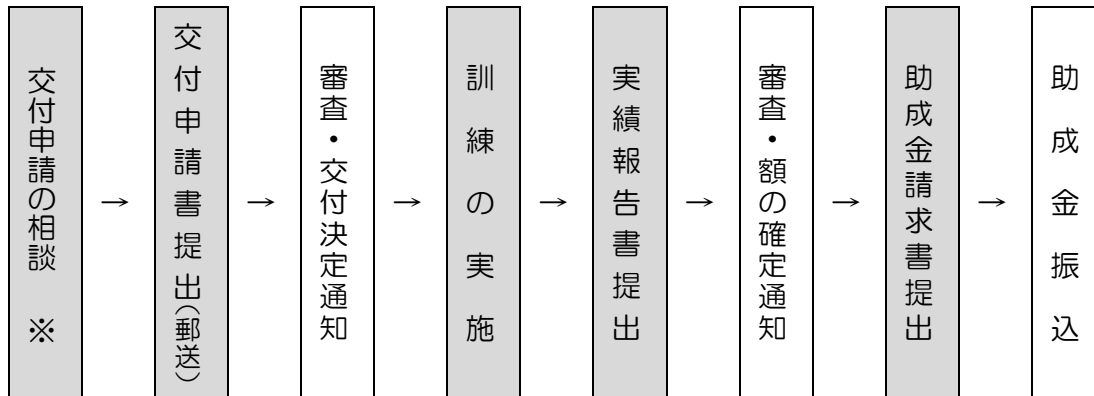 交付申請の相談　※
→
交付申請書提出（郵送）
→
審査・交付決定通知
→
訓練の実施
→
実績報告書提出
→
審査・額の確定通知
→
助成金請求書提出
→
助成金振込